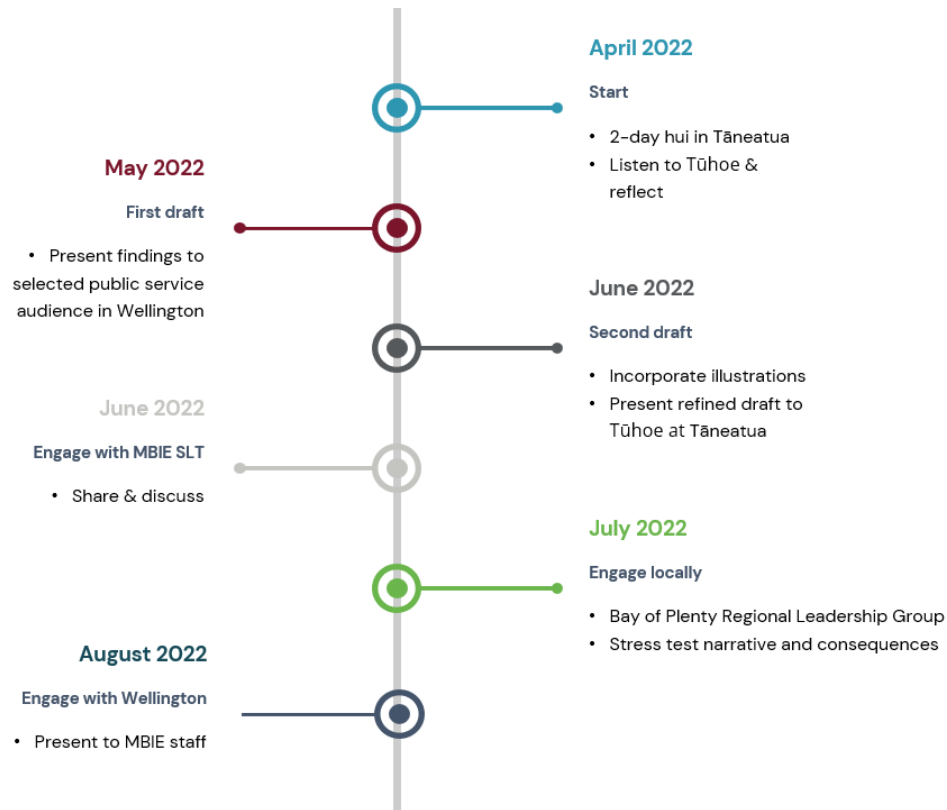 April 2022
Start
• 2-day hui in Tāneatua
• Listen to Tūhoe &
reflect
May 2022
First draft
• Present findings to
selected public service
audience in Wellington
June 2022
Second draft
• Incorporate illustrations
• Present refined draft to
Tūhoe at Tāneatua
June 2022
Engage with MBIE SLT
• Share & discuss
July 2022
Engage locally
• Bay of Plenty Regional Leadership Group
• Stress test narrative and consequences
August 2022
Engage with Wellington
• Present to MBIE staff